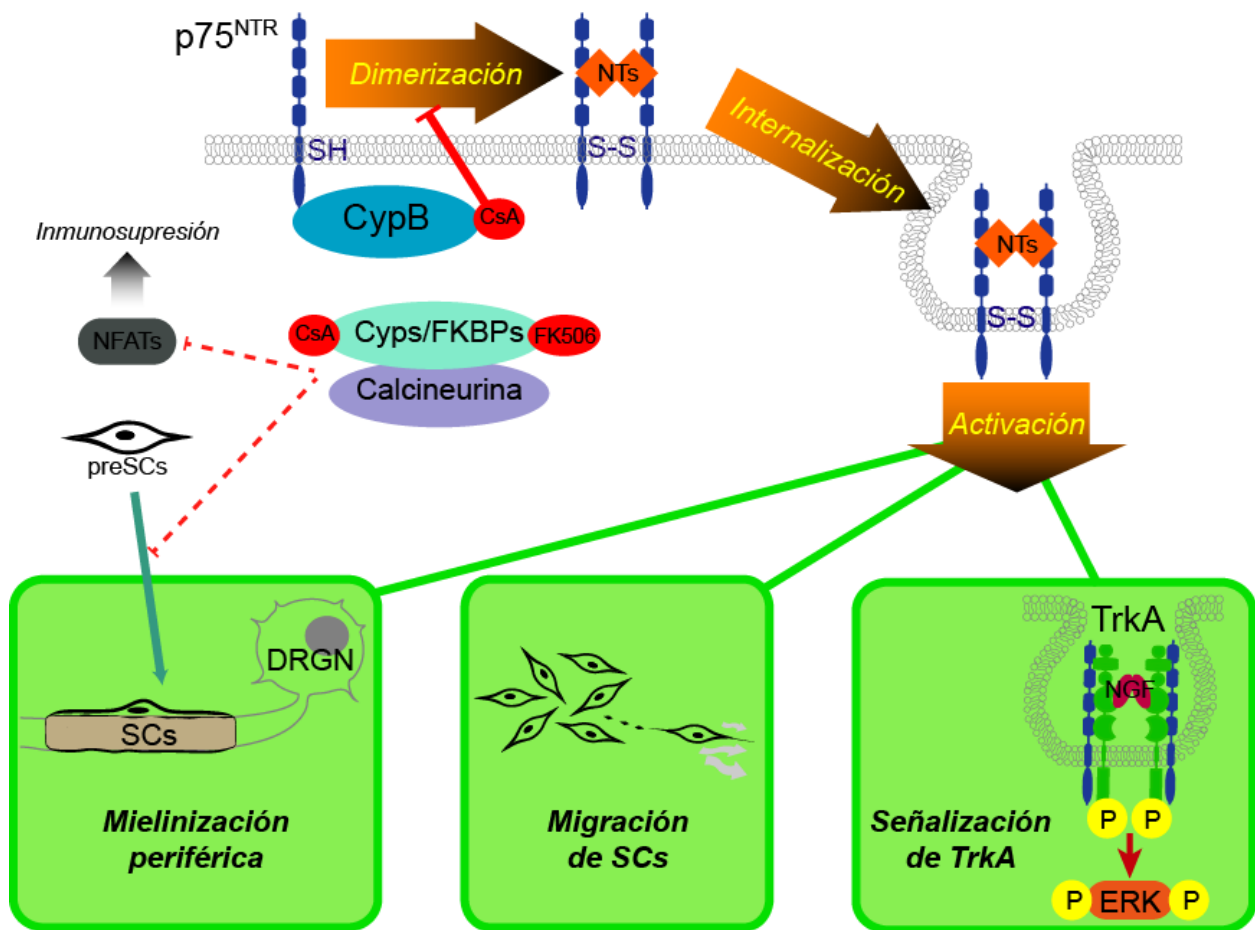 p75NTR
Dimerización
NTs
SH
S-S
Internalización
CypB
CsA
NTs
S-S
Inmunosupresión
NFATs
CsA
Cyps/FKBPs
FK506
Calcineurina
Activación
preSCs
DRGN
SCs
Mielinización
periférica
Migración
de SCs
TrkA
NGF
P
P
P
ERK
P
Señalización
de TrkA